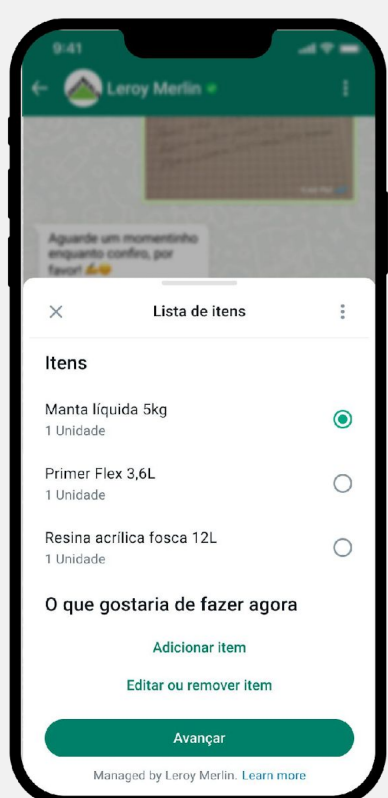 9:41
Leroy Merlin
Aguarde um momentinho
enquanto confiro, por
favor!
Lista de itens
Itens
Manta líquida 5kg
1 Unidade
Primer Flex 3,6L
1 Unidade
Resina acrílica fosca 12L
1 Unidade
O que gostaria de fazer agora
Adicionar item
Editar ou remover item
Avançar
Managed by Leroy Merlin. Learn more